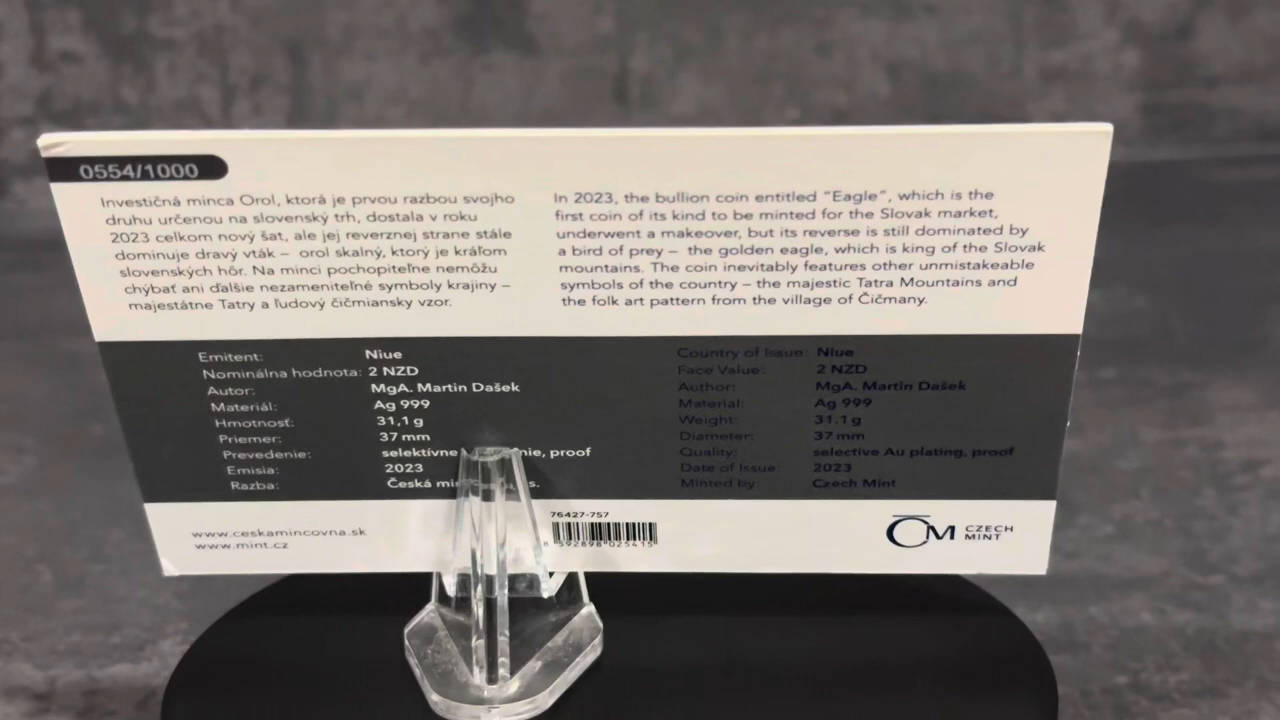 0554/1000
Investičná minca Orol, ktorá je prvou razbou svojho
druhu určenou na slovenský trh, dostala v roku
2023 celkom nový šat, ale jej reverznej strane stále
dominuje dravý vták – orol skalný, ktorý je kráľom
slovenských hôr. Na minci pochopiteľne nemôžu
chýbať ani ďalšie nezameniteľné symboly krajiny –
majestátne Tatry a ľudový čičmiansky vzor.
In 2023, the bullion coin entitled "Eagle", which is the
first coin of its kind to be minted for the Slovak market,
underwent a makeover, but its reverse is still dominated by
a bird of prey – the golden eagle, which is king of the Slovak
mountains. The coin inevitably features other unmistakeable
symbols of the country – the majestic Tatra Mountains and
the folk art pattern from the village of Čičmany.
Emitent: Niue
Nominálna hodnota: 2 NZD
Autor: MgA. Martin Dašek
Materiál: Ag 999
Hmotnosť: 31,1 g
Priemer: 37 mm
Prevedenie: selektívne proof
Emisia: 2023
Razba: Česká
Country of Issue: Niue
Face Value: 2 NZD
Author: MgA. Martin Dašek
Material: Ag 999
Weight: 31.1 g
Diameter: 37 mm
Quality: selective Au plating, proof
Date of Issue: 2023
Minted by: Czech Mint
www.ceskamincovna.sk
www.mint.cz
76427-757
8 592898 025415
ČM CZECH
MINT